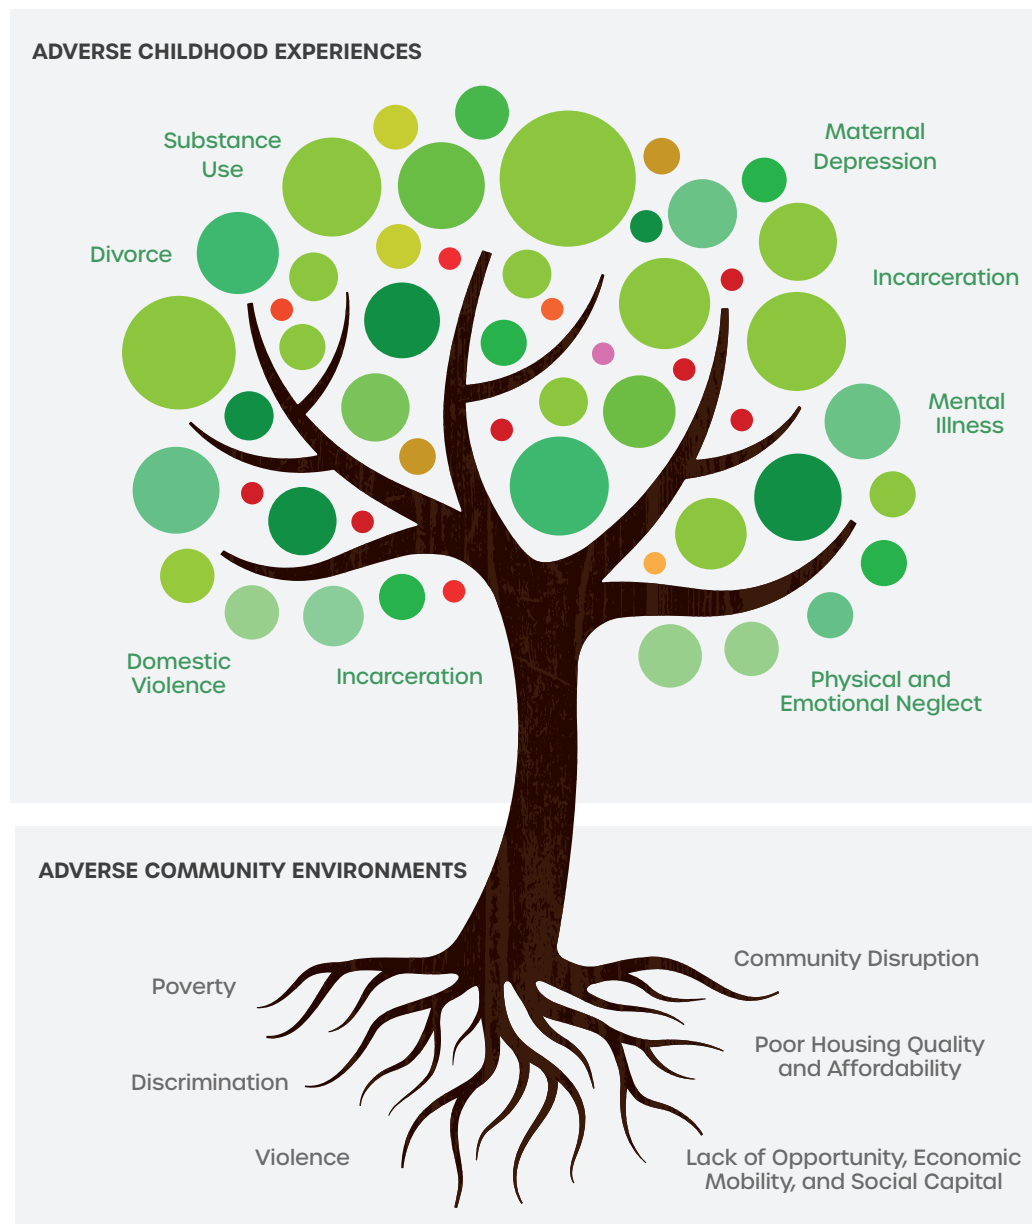 ADVERSE CHILDHOOD EXPERIENCES
Substance
Use
Maternal
Depression
Divorce
Incarceration
Mental
Illness
Domestic
Violence
Incarceration
Physical and
Emotional Neglect
ADVERSE COMMUNITY ENVIRONMENTS
Poverty
Community Disruption
Discrimination
Poor Housing Quality
and Affordability
Violence
Lack of Opportunity, Economic
Mobility, and Social Capital